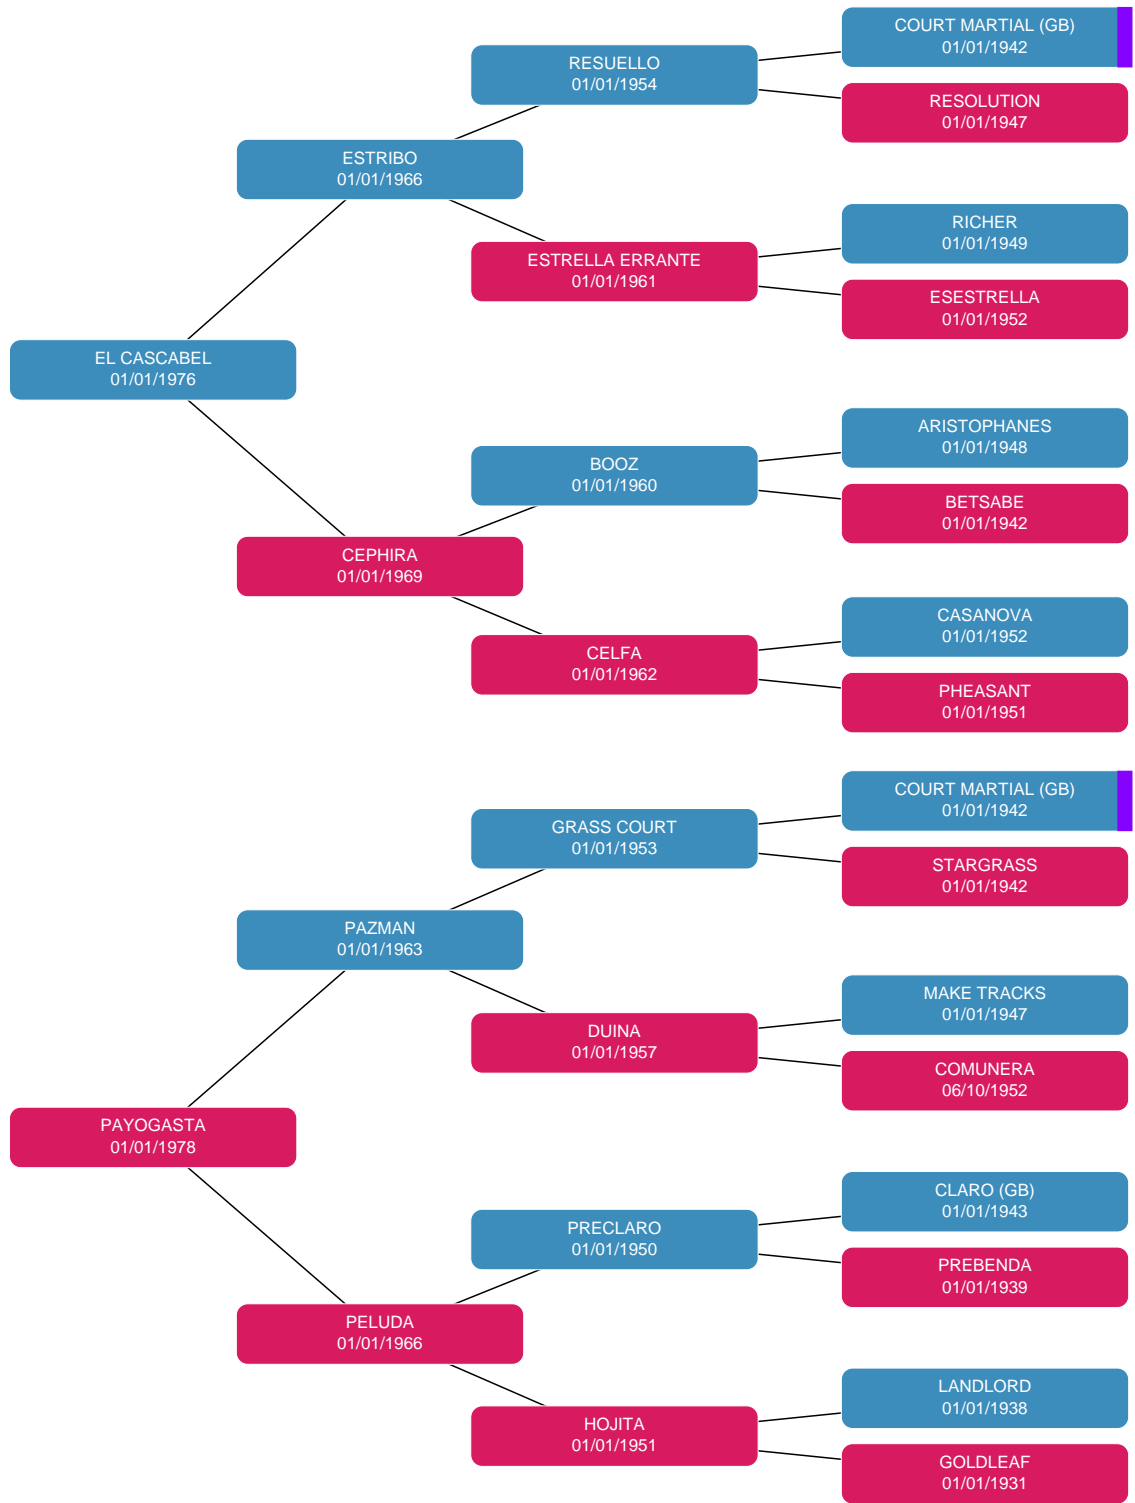 COURT MARTIAL (GB)
01/01/1942
RESUELLO
01/01/1954
RESOLUTION
01/01/1947
ESTRIBO
01/01/1966
RICHER
01/01/1949
ESTRELLA ERRANTE
01/01/1961
ESESTRELLA
01/01/1952
EL CASCABEL
01/01/1976
ARISTOPHANES
01/01/1948
BOOZ
01/01/1960
BETSABE
01/01/1942
CEPHIRA
01/01/1969
CASANOVA
01/01/1952
CELFA
01/01/1962
PHEASANT
01/01/1951
COURT MARTIAL (GB)
01/01/1942
GRASS COURT
01/01/1953
STARGRASS
01/01/1942
PAZMAN
01/01/1963
MAKE TRACKS
01/01/1947
DUINA
01/01/1957
COMUNERA
06/10/1952
PAYOGASTA
01/01/1978
CLARO (GB)
01/01/1943
PRECLARO
01/01/1950
PREBENDA
01/01/1939
PELUDA
01/01/1966
LANDLORD
01/01/1938
HOJITA
01/01/1951
GOLDLEAF
01/01/1931